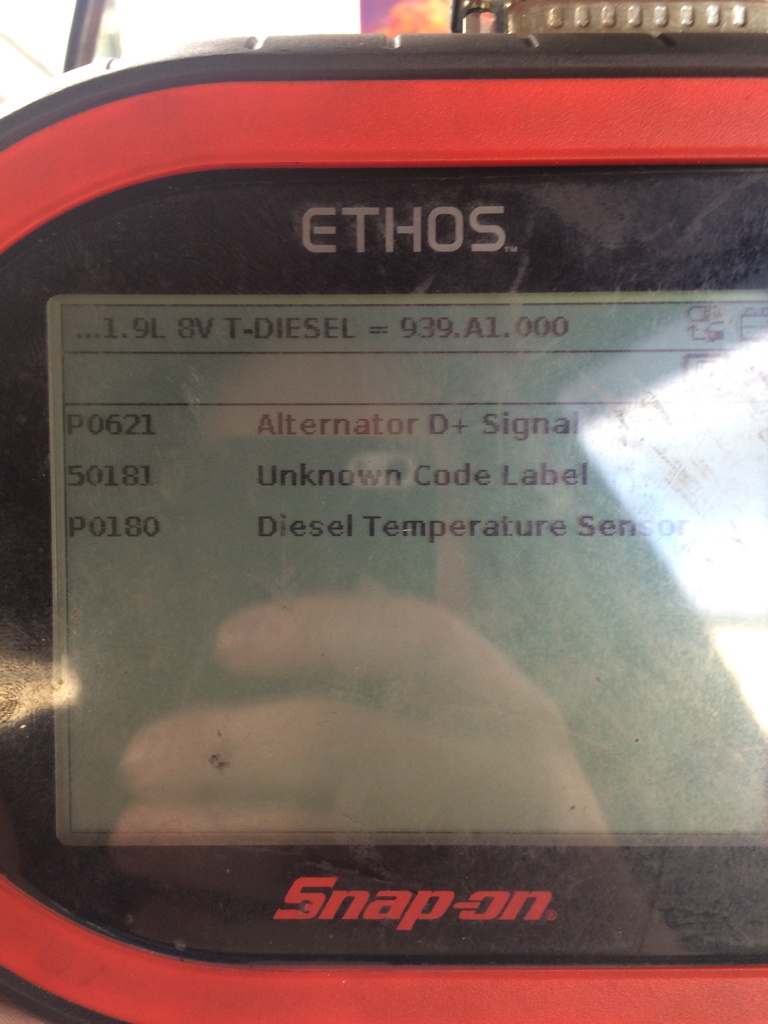 ETHOS™
...1.9L 8V T-DIESEL = 939.A1.000
P0621 Alternator D+ Signal
50181 Unknown Code Label
P0180 Diesel Temperature Sensor
Snap-on®